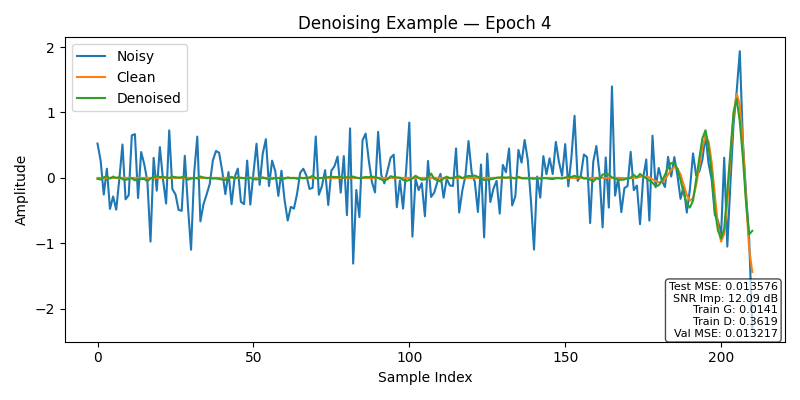 Denoising Example — Epoch 4
Noisy
Clean
Denoised
2
1
0
−1
−2
Amplitude
0
50
100
150
200
Sample Index
Test MSE: 0.013576
SNR Imp: 12.09 dB
Train G: 0.0141
Train D: 0.3619
Val MSE: 0.013217